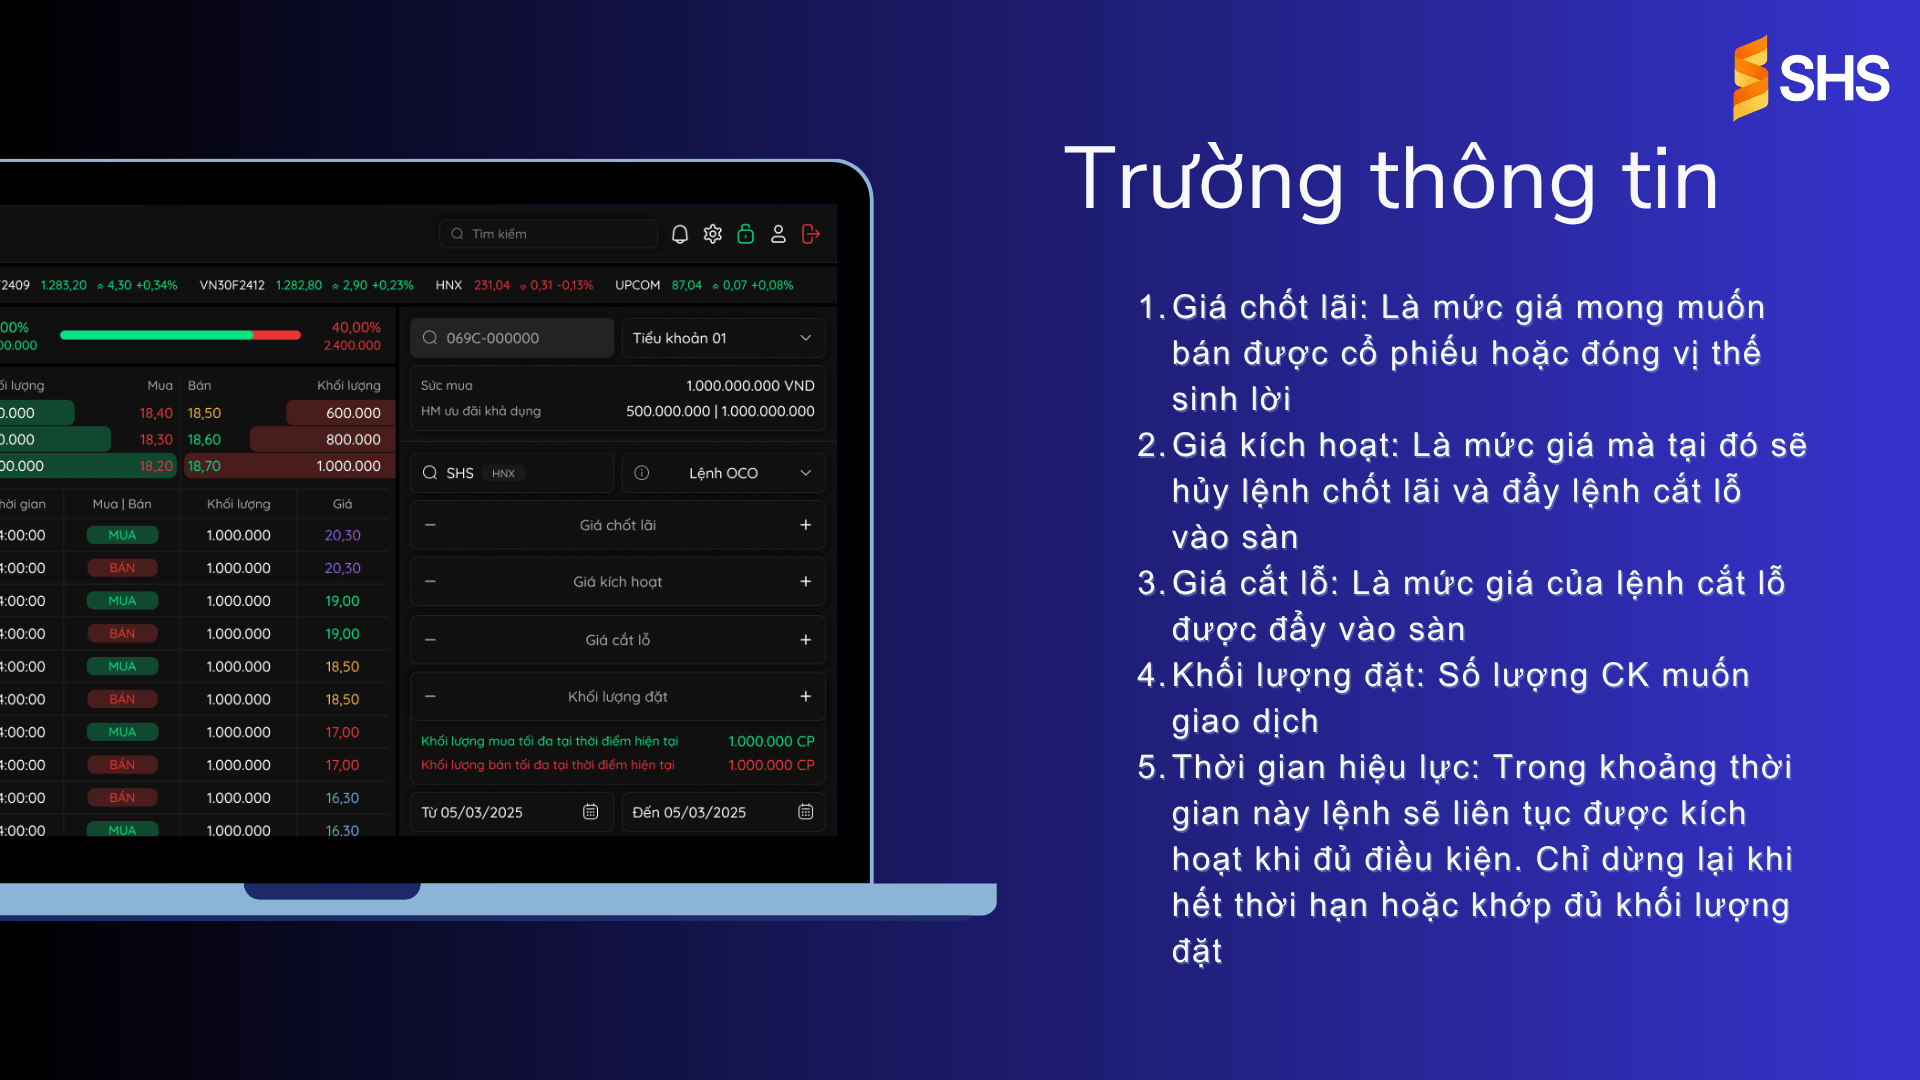 SHS
Trường thông tin
1. Giá chốt lãi: Là mức giá mong muốn
bán được cổ phiếu hoặc đóng vị thế
sinh lời
2. Giá kích hoạt: Là mức giá mà tại đó sẽ
hủy lệnh chốt lãi và đẩy lệnh cắt lỗ
vào sàn
3. Giá cắt lỗ: Là mức giá của lệnh cắt lỗ
được đẩy vào sàn
4. Khối lượng đặt: Số lượng CK muốn
giao dịch
5. Thời gian hiệu lực: Trong khoảng thời
gian này lệnh sẽ liên tục được kích
hoạt khi đủ điều kiện. Chỉ dừng lại khi
hết thời hạn hoặc khớp đủ khối lượng
đặt
Tìm kiếm
2409 1.283,20 4,30 +0,34% VN30F2412 1.282,80 2,90 +0,23% HNX 231,04 0,31 -0,13% UPCOM 87,04 0,07 +0,08%
00% 40,00%
00.000 2.400.000
lượng Mua Bán Khối lượng
0.000 18,40 18,50 600.000
0.000 18,30 18,60 800.000
00.000 18,20 18,70 1.000.000
hời gian Mua | Bán Khối lượng Giá
4:00:00 MUA 1.000.000 20,30
4:00:00 BÁN 1.000.000 20,30
4:00:00 MUA 1.000.000 19,00
4:00:00 BÁN 1.000.000 19,00
4:00:00 MUA 1.000.000 18,50
4:00:00 BÁN 1.000.000 18,50
4:00:00 MUA 1.000.000 17,00
4:00:00 BÁN 1.000.000 17,00
4:00:00 BÁN 1.000.000 16,30
4:00:00 MUA 1.000.000 16,30
069C-000000 Tiểu khoản 01
Sức mua 1.000.000.000 VND
HM ưu đãi khả dụng 500.000.000 | 1.000.000.000
SHS HNX Lệnh OCO
− Giá chốt lãi +
− Giá kích hoạt +
− Giá cắt lỗ +
− Khối lượng đặt +
Khối lượng mua tối đa tại thời điểm hiện tại 1.000.000 CP
Khối lượng bán tối đa tại thời điểm hiện tại 1.000.000 CP
Từ 05/03/2025 Đến 05/03/2025